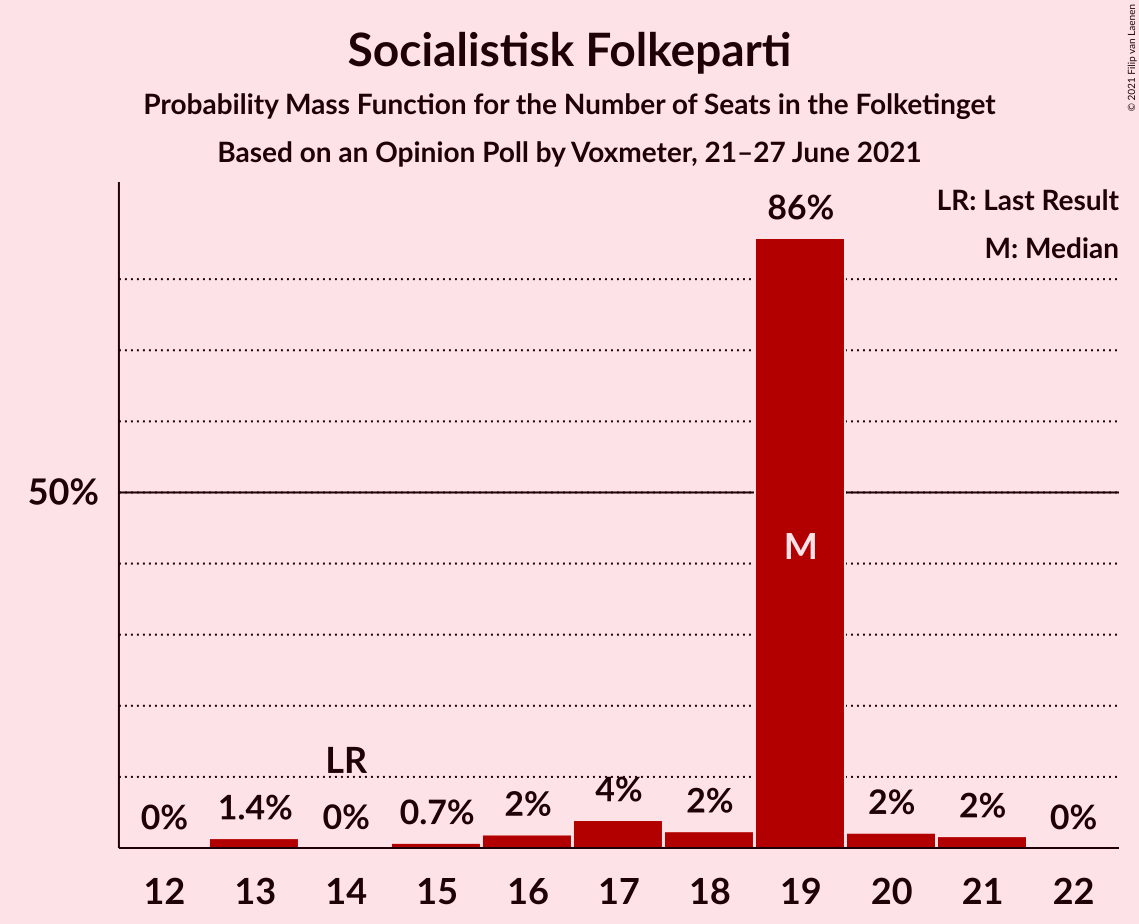 Socialistisk Folkeparti
Probability Mass Function for the Number of Seats in the Folketinget
Based on an Opinion Poll by Voxmeter, 21–27 June 2021
© 2021 Filip van Laenen
LR: Last Result
M: Median
86%
50%
M
LR
0%
1.4%
0%
0.7%
2%
4%
2%
2%
2%
0%
12 13 14 15 16 17 18 19 20 21 22